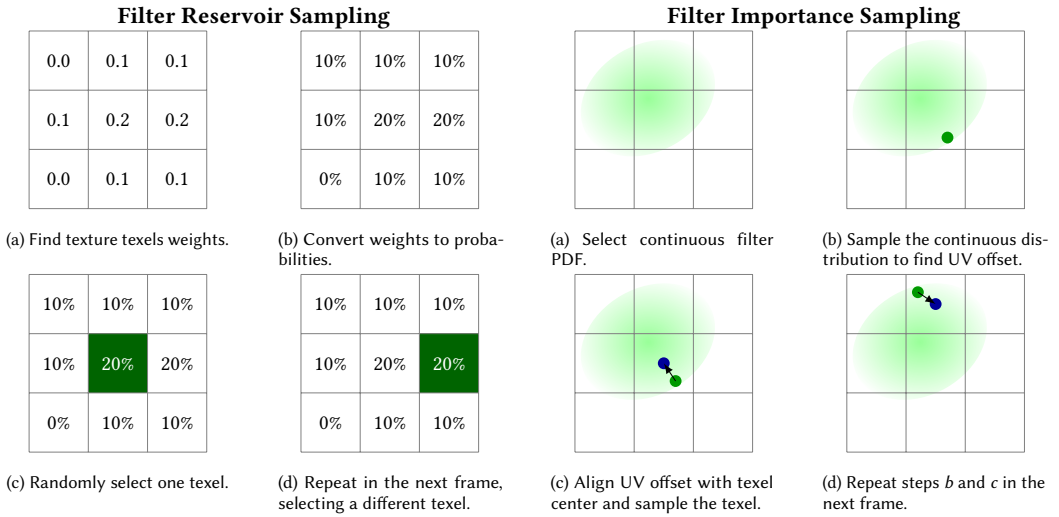 Filter Reservoir Sampling
0.0 0.1 0.1
0.1 0.2 0.2
0.0 0.1 0.1
(a) Find texture texels weights.
10% 10% 10%
10% 20% 20%
0% 10% 10%
(b) Convert weights to proba-
bilities.
10% 10% 10%
10% 20% 20%
0% 10% 10%
(c) Randomly select one texel.
10% 10% 10%
10% 20% 20%
0% 10% 10%
(d) Repeat in the next frame,
selecting a different texel.
Filter Importance Sampling
(a) Select continuous filter
PDF.
(b) Sample the continuous dis-
tribution to find UV offset.
(c) Align UV offset with texel
center and sample the texel.
(d) Repeat steps b and c in the
next frame.